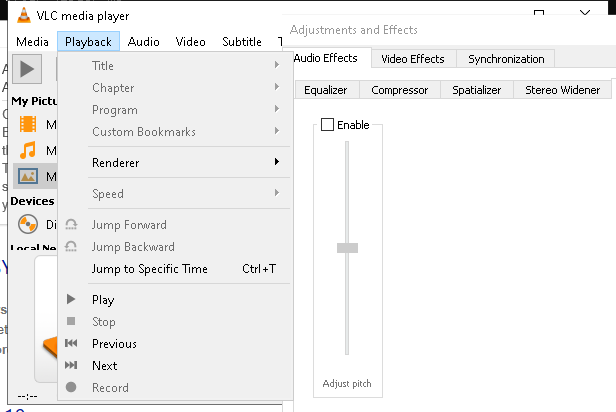 VLC media player
Media Playback Audio Video Subtitle T
Adjustments and Effects
Audio Effects Video Effects Synchronization
Equalizer Compressor Spatializer Stereo Widener
Enable
Adjust pitch
Title
Chapter
Program
Custom Bookmarks
Renderer
Speed
Jump Forward
Jump Backward
Jump to Specific Time Ctrl+T
Play
Stop
Previous
Next
Record
My Pictu
M
M
M
Devices
Di
Local Ne
--:--